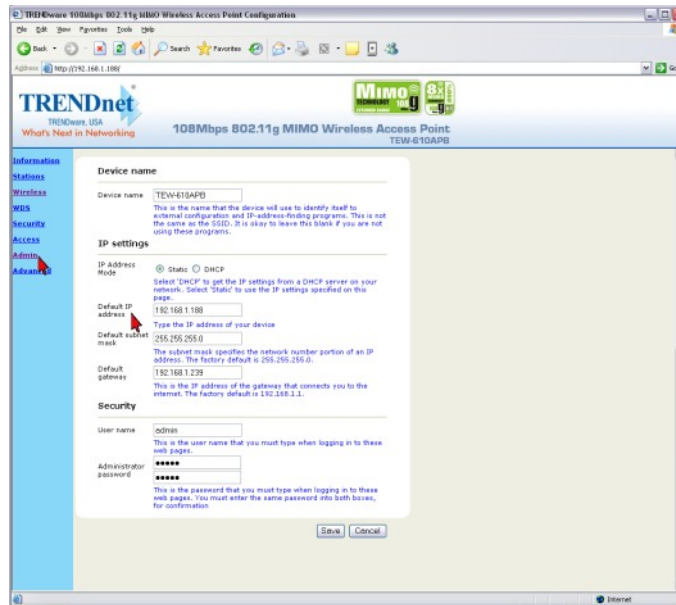 TRENDware 108Mbps 802.11g MIMO Wireless Access Point Configuration
File Edit View Favorites Tools Help
Back Search Favorites
Address http://192.168.1.188/ Go
TRENDnet
TRENDware, USA
What's Next in Networking
MIMO
TECHNOLOGY 108 g
8x
g
108Mbps 802.11g MIMO Wireless Access Point
TEW-610APB
Information
Stations
Wireless
WDS
Security
Access
Admin
Advanced
Device name
Device name TEW-610APB
This is the name that the device will use to identify itself to
external configuration and IP-address-finding programs. This is not
the same as the SSID. It is okay to leave this blank if you are not
using these programs.
IP settings
IP Address
Mode
Static DHCP
Select 'DHCP' to get the IP settings from a DHCP server on your
network. Select 'Static' to use the IP settings specified on this
page.
Default IP
address
192.168.1.188
Type the IP address of your device
Default subnet
mask
255.255.255.0
The subnet mask specifies the network number portion of an IP
address. The factory default is 255.255.255.0.
Default
gateway
192.168.1.239
This is the IP address of the gateway that connects you to the
internet. The factory default is 192.168.1.1.
Security
User name admin
This is the user name that you must type when logging in to these
web pages.
Administrator
password
This is the password that you must type when logging in to these
web pages. You must enter the same password into both boxes,
for confirmation
Save Cancel
Internet